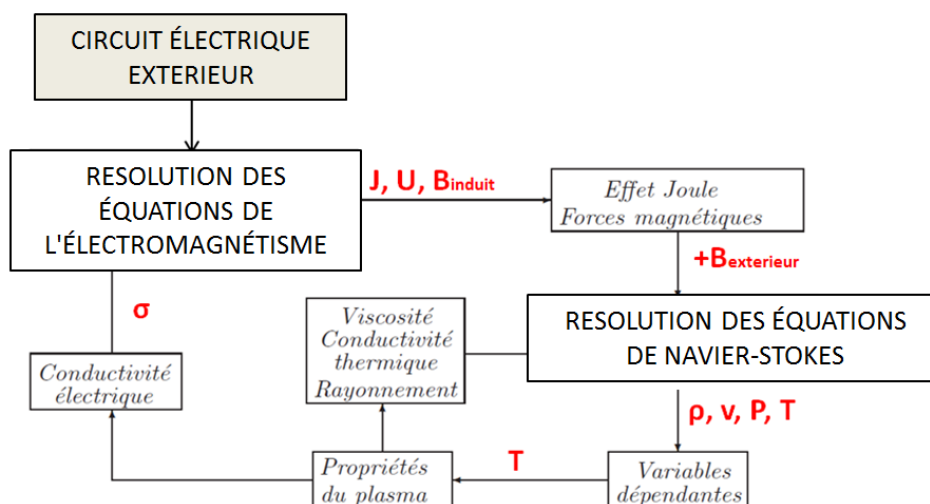 CIRCUIT ÉLECTRIQUE
EXTERIEUR
RESOLUTION DES
ÉQUATIONS DE
L'ÉLECTROMAGNÉTISME
J, U, Binduit
Effet Joule
Forces magnétiques
+Bexterieur
RESOLUTION DES ÉQUATIONS
DE NAVIER-STOKES
σ
Viscosité
Conductivité
thermique
Rayonnement
Conductivité
électrique
ρ, v, P, T
T
Propriétés
du plasma
Variables
dépendantes